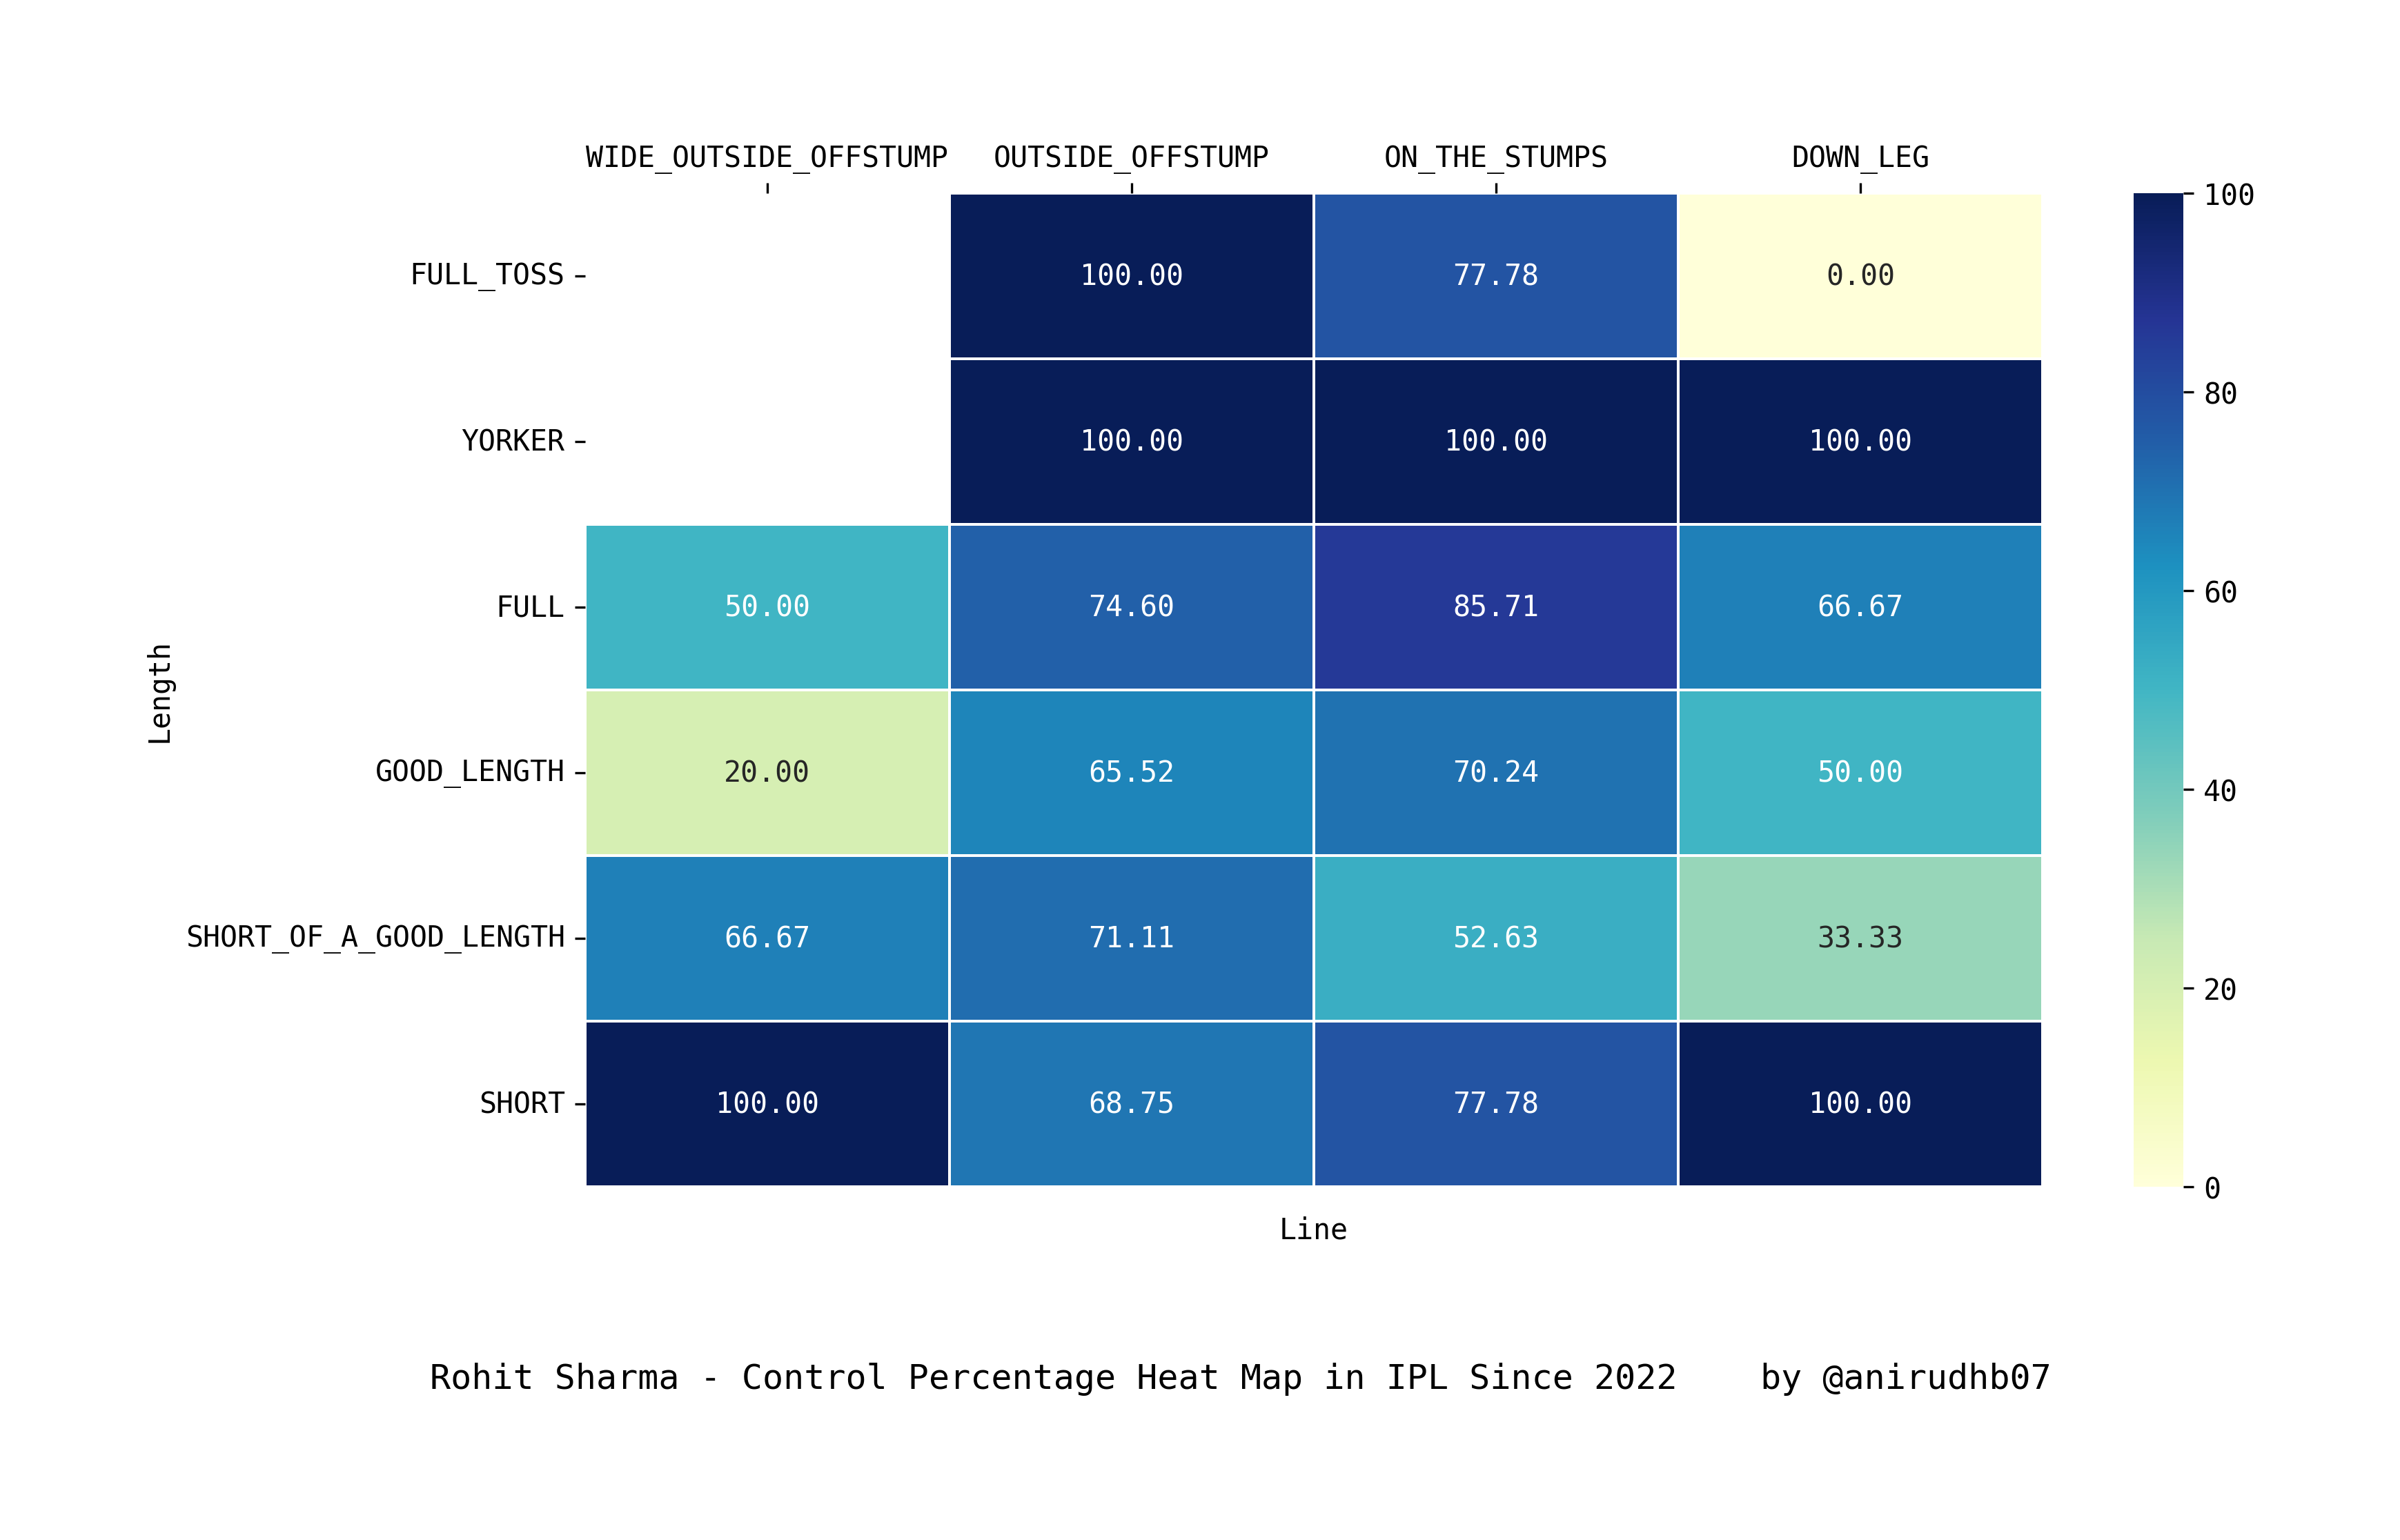 WIDE_OUTSIDE_OFFSTUMP OUTSIDE_OFFSTUMP ON_THE_STUMPS DOWN_LEG
FULL_TOSS 100.00 77.78 0.00
YORKER 100.00 100.00 100.00
FULL 50.00 74.60 85.71 66.67
GOOD_LENGTH 20.00 65.52 70.24 50.00
SHORT_OF_A_GOOD_LENGTH 66.67 71.11 52.63 33.33
SHORT 100.00 68.75 77.78 100.00
Length
Line
100
80
60
40
20
0
Rohit Sharma - Control Percentage Heat Map in IPL Since 2022 by @anirudhb07